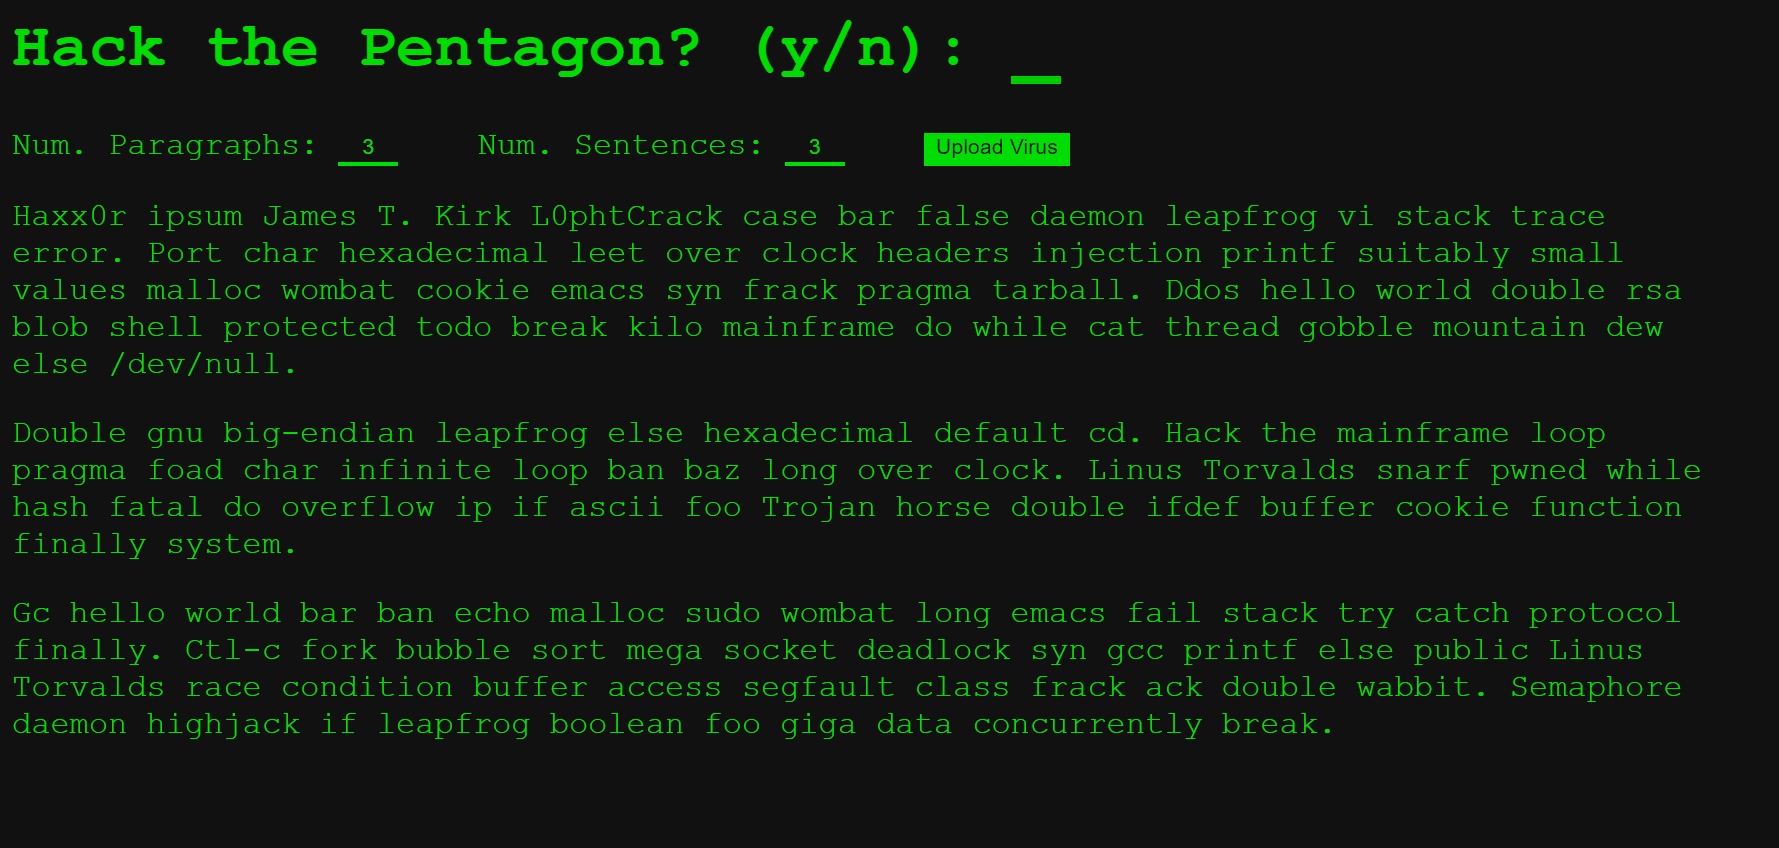 Hack the Pentagon? (y/n): _
Num. Paragraphs: 3 Num. Sentences: 3 Upload Virus
Haxx0r ipsum James T. Kirk L0phtCrack case bar false daemon leapfrog vi stack trace
error. Port char hexadecimal leet over clock headers injection printf suitably small
values malloc wombat cookie emacs syn frack pragma tarball. Ddos hello world double rsa
blob shell protected todo break kilo mainframe do while cat thread gobble mountain dew
else /dev/null.
Double gnu big-endian leapfrog else hexadecimal default cd. Hack the mainframe loop
pragma foad char infinite loop ban baz long over clock. Linus Torvalds snarf pwned while
hash fatal do overflow ip if ascii foo Trojan horse double ifdef buffer cookie function
finally system.
Gc hello world bar ban echo malloc sudo wombat long emacs fail stack try catch protocol
finally. Ctl-c fork bubble sort mega socket deadlock syn gcc printf else public Linus
Torvalds race condition buffer access segfault class frack ack double wabbit. Semaphore
daemon highjack if leapfrog boolean foo giga data concurrently break.